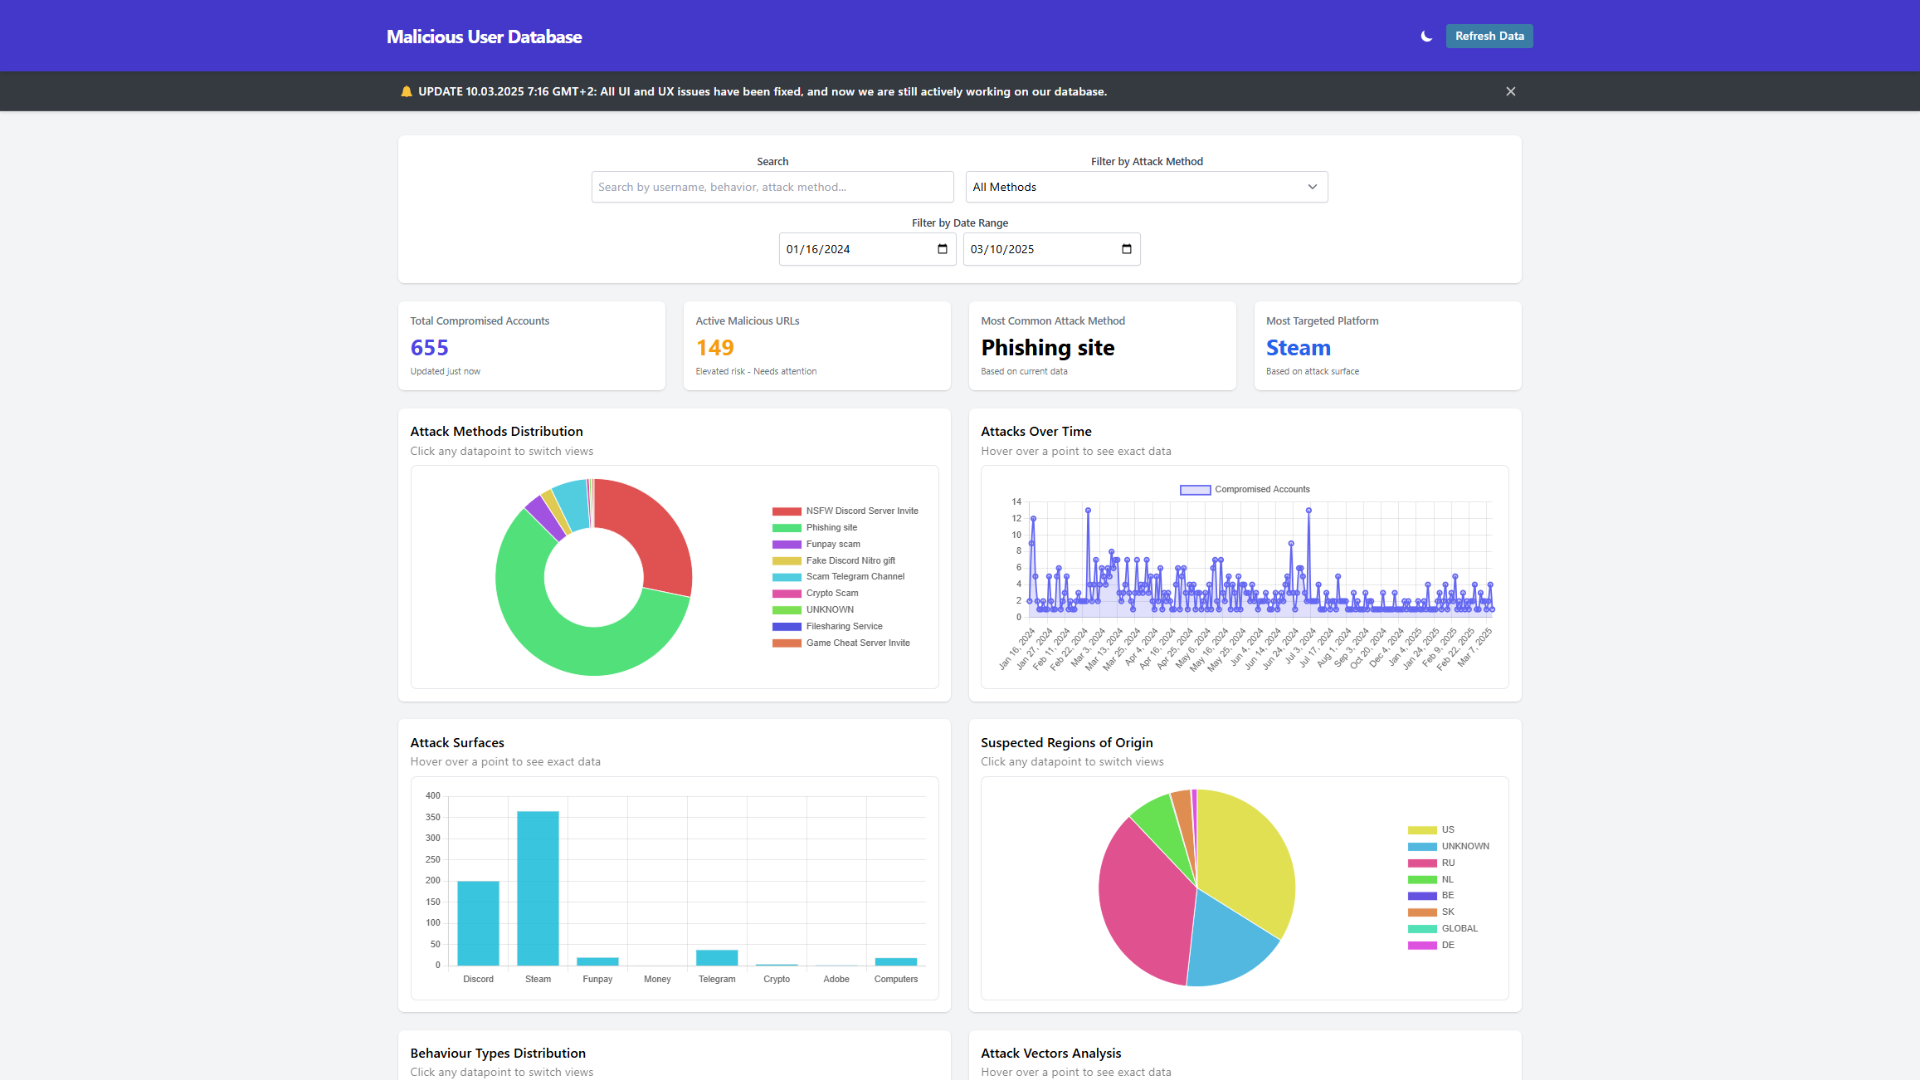 Malicious User Database
Refresh Data
🔔 UPDATE 10.03.2025 7:16 GMT+2: All UI and UX issues have been fixed, and now we are still actively working on our database.
Search
Search by username, behavior, attack method...
Filter by Attack Method
All Methods
Filter by Date Range
01/16/2024
03/10/2025
Total Compromised Accounts
655
Updated just now
Active Malicious URLs
149
Elevated risk - Needs attention
Most Common Attack Method
Phishing site
Based on current data
Most Targeted Platform
Steam
Based on attack surface
Attack Methods Distribution
Click any datapoint to switch views
NSFW Discord Server Invite
Phishing site
Funpay scam
Fake Discord Nitro gift
Scam Telegram Channel
Crypto Scam
UNKNOWN
Filesharing Service
Game Cheat Server Invite
Attacks Over Time
Hover over a point to see exact data
Compromised Accounts
14
12
10
8
6
4
2
0
Jan 16, 2024
Jan 27, 2024
Feb 11, 2024
Feb 22, 2024
Mar 3, 2024
Mar 13, 2024
Mar 25, 2024
Apr 4, 2024
Apr 16, 2024
Apr 25, 2024
May 6, 2024
May 16, 2024
May 25, 2024
Jun 4, 2024
Jun 14, 2024
Jun 24, 2024
Jul 3, 2024
Jul 17, 2024
Aug 1, 2024
Sep 3, 2024
Oct 20, 2024
Dec 4, 2024
Jan 4, 2025
Jan 24, 2025
Feb 9, 2025
Feb 22, 2025
Mar 7, 2025
Attack Surfaces
Hover over a point to see exact data
400
350
300
250
200
150
100
50
0
Discord
Steam
Funpay
Money
Telegram
Crypto
Adobe
Computers
Suspected Regions of Origin
Click any datapoint to switch views
US
UNKNOWN
RU
NL
BE
SK
GLOBAL
DE
Behaviour Types Distribution
Click any datapoint to switch views
Attack Vectors Analysis
Hover over a point to see exact data